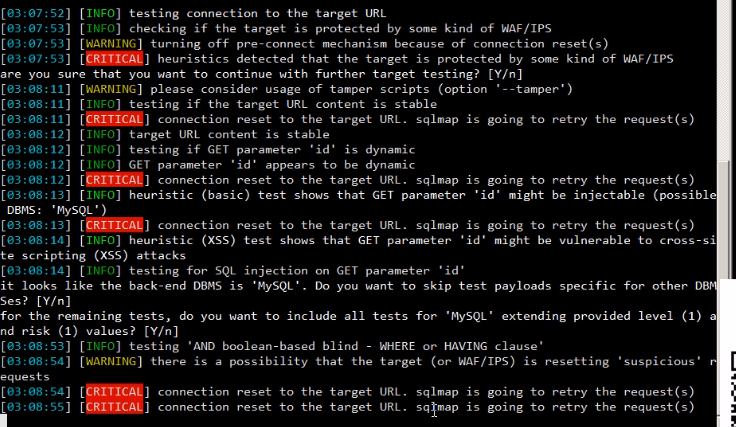 [03:07:52] [INFO] testing connection to the target URL
[03:07:53] [INFO] checking if the target is protected by some kind of WAF/IPS
[03:07:53] [WARNING] turning off pre-connect mechanism because of connection reset(s)
[03:07:53] [CRITICAL] heuristics detected that the target is protected by some kind of WAF/IPS
are you sure that you want to continue with further target testing? [Y/n]
[03:08:11] [WARNING] please consider usage of tamper scripts (option '--tamper')
[03:08:11] [INFO] testing if the target URL content is stable
[03:08:11] [CRITICAL] connection reset to the target URL. sqlmap is going to retry the request(s)
[03:08:12] [INFO] target URL content is stable
[03:08:12] [INFO] testing if GET parameter 'id' is dynamic
[03:08:12] [INFO] GET parameter 'id' appears to be dynamic
[03:08:12] [CRITICAL] connection reset to the target URL. sqlmap is going to retry the request(s)
[03:08:13] [INFO] heuristic (basic) test shows that GET parameter 'id' might be injectable (possible
 DBMS: 'MySQL')
[03:08:13] [CRITICAL] connection reset to the target URL. sqlmap is going to retry the request(s)
[03:08:14] [INFO] heuristic (XSS) test shows that GET parameter 'id' might be vulnerable to cross-si
te scripting (XSS) attacks
[03:08:14] [INFO] testing for SQL injection on GET parameter 'id'
it looks like the back-end DBMS is 'MySQL'. Do you want to skip test payloads specific for other DBM
Ses? [Y/n]
for the remaining tests, do you want to include all tests for 'MySQL' extending provided level (1) a
nd risk (1) values? [Y/n]
[03:08:53] [INFO] testing 'AND boolean-based blind - WHERE or HAVING clause'
[03:08:54] [WARNING] there is a possibility that the target (or WAF/IPS) is resetting 'suspicious' r
equests
[03:08:54] [CRITICAL] connection reset to the target URL. sqlmap is going to retry the request(s)
[03:08:55] [CRITICAL] connection reset to the target URL. sqlmap is going to retry the request(s)